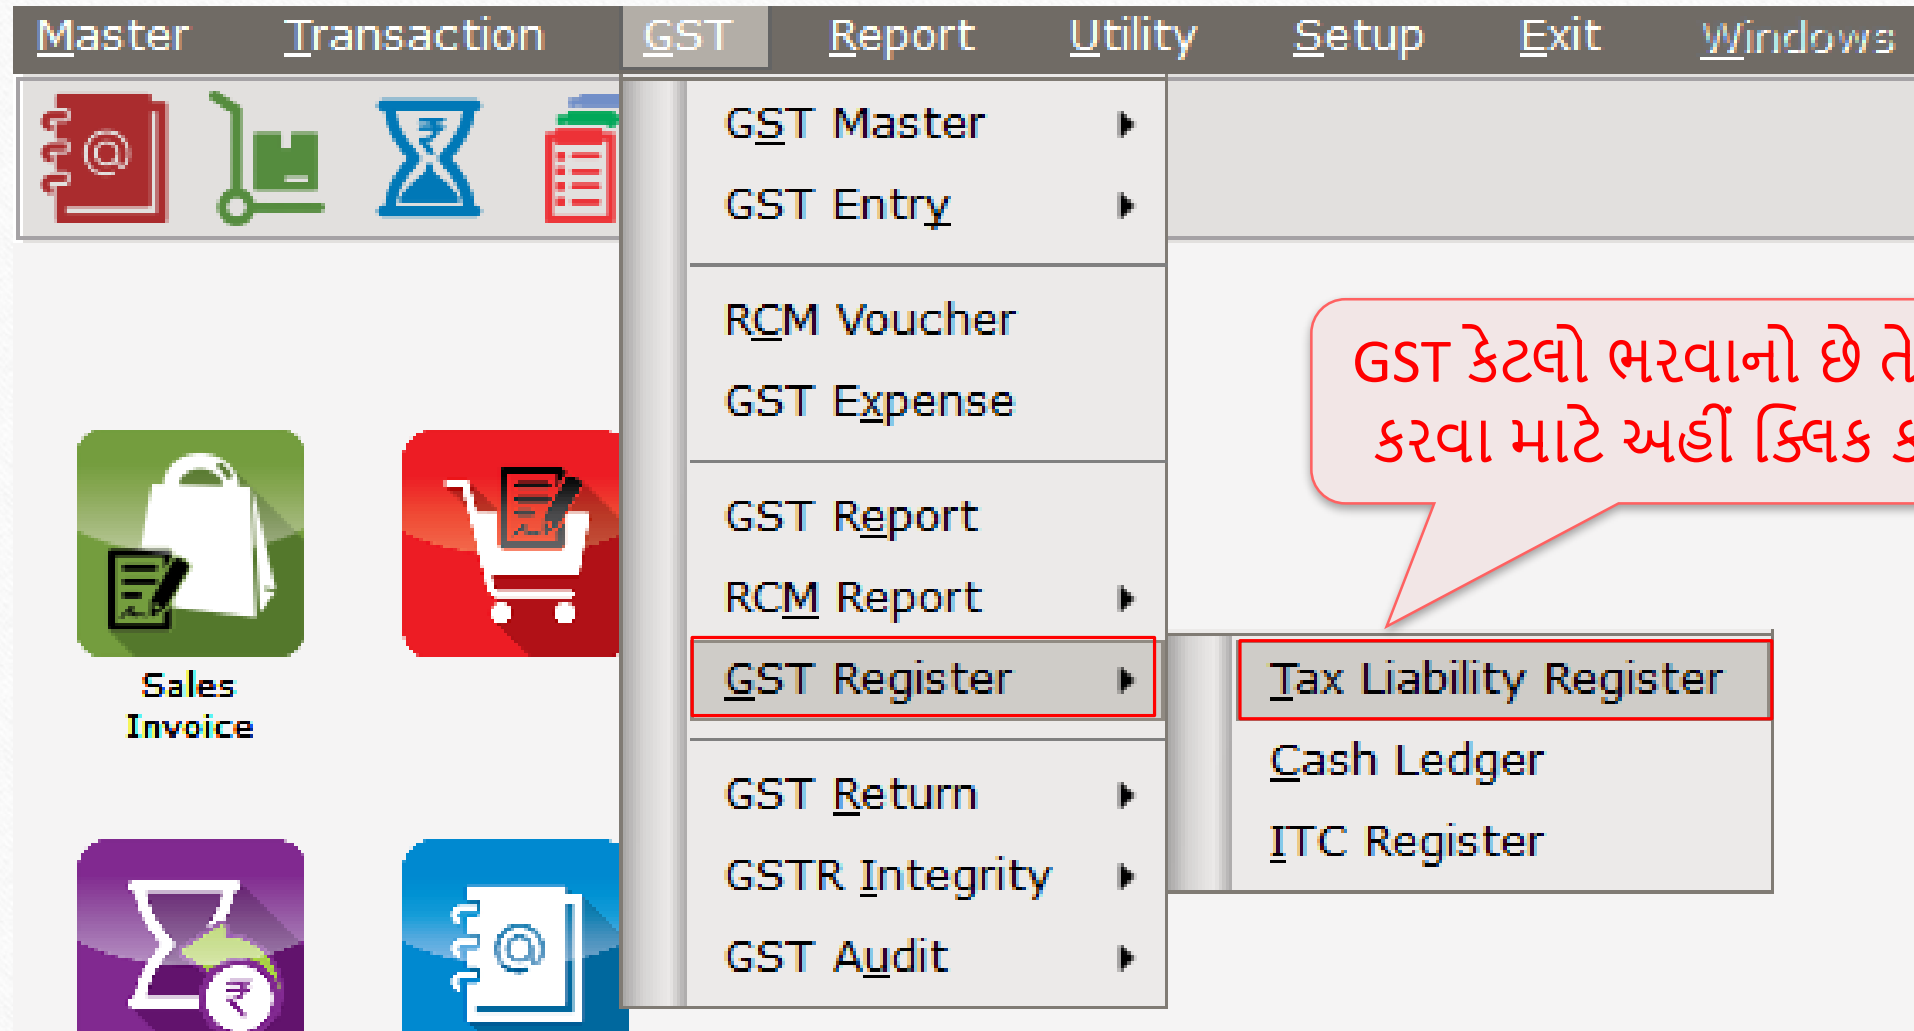 Master Transaction GST Report Utility Setup Exit Windows
GST Master
GST Entry
RCM Voucher
GST Expense
GST કેટલો ભરવાનો છે તે
કરવા માટે અહીં ક્લિક
GST Report
RCM Report
GST Register
Tax Liability Register
Cash Ledger
ITC Register
GST Return
GSTR Integrity
GST Audit
Sales
Invoice